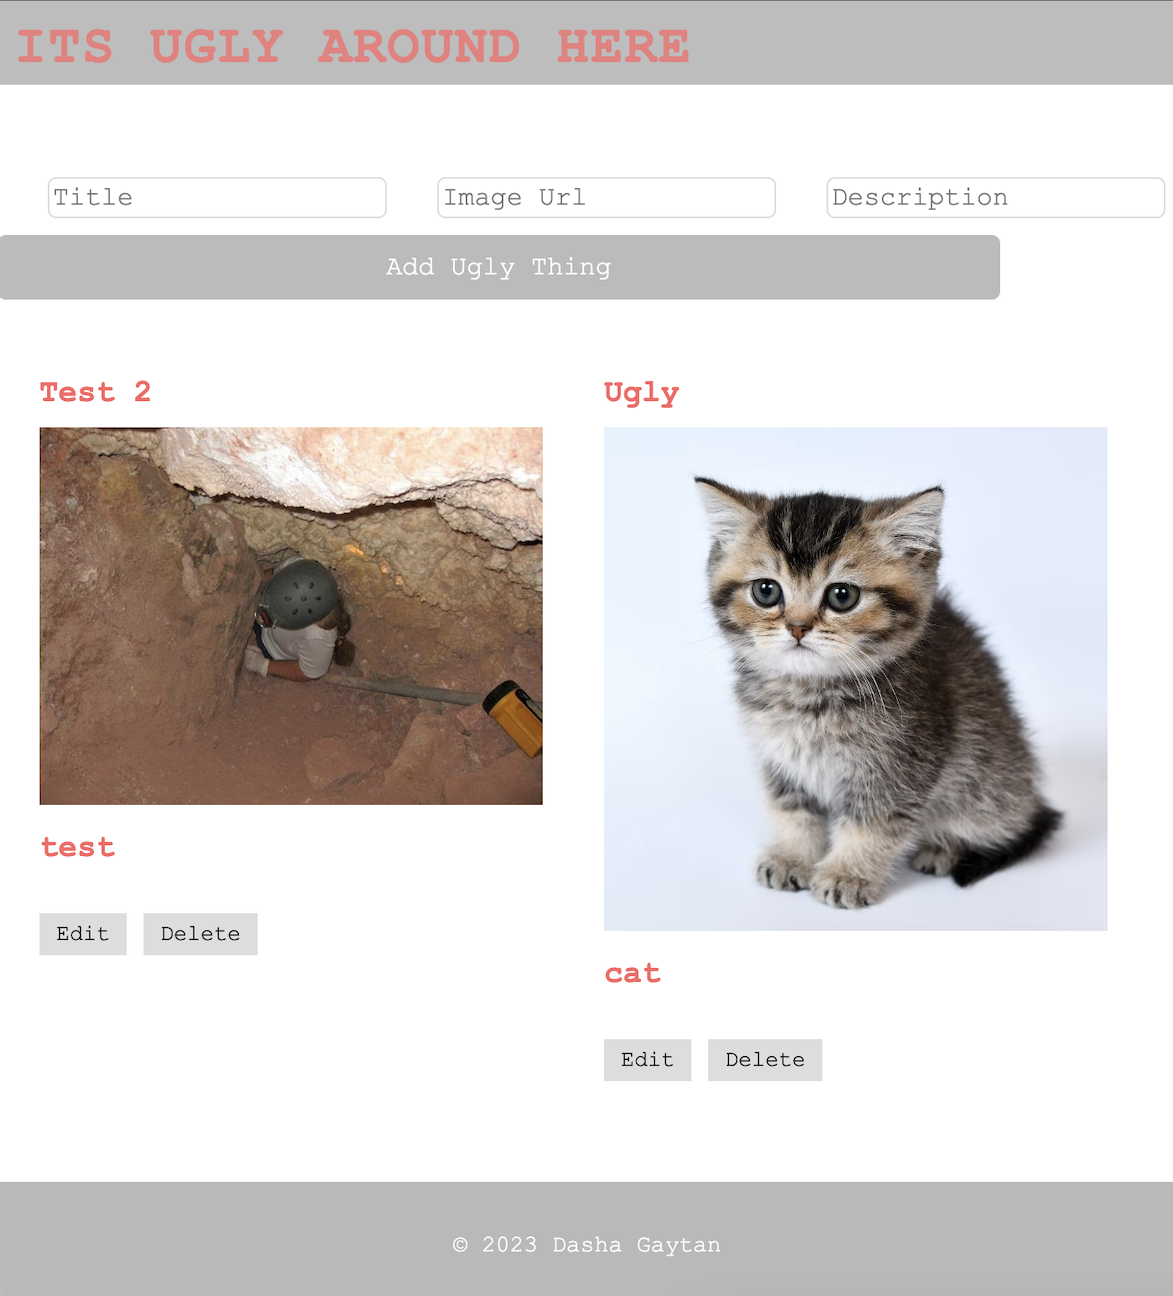 ITS UGLY AROUND HERE
Title
Image Url
Description
Add Ugly Thing
Test 2
test
Edit
Delete
Ugly
cat
Edit
Delete
© 2023 Dasha Gaytan